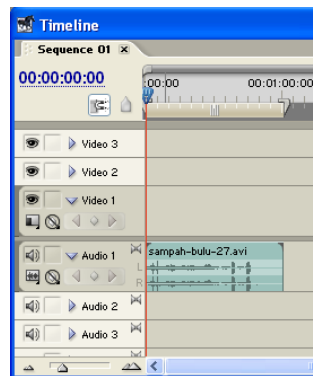 Timeline
Sequence 01
00:00:00:00
00:00
00:01:00:00
Video 3
Video 2
Video 1
Audio 1
sampah-bulu-27.avi
L
R
Audio 2
Audio 3